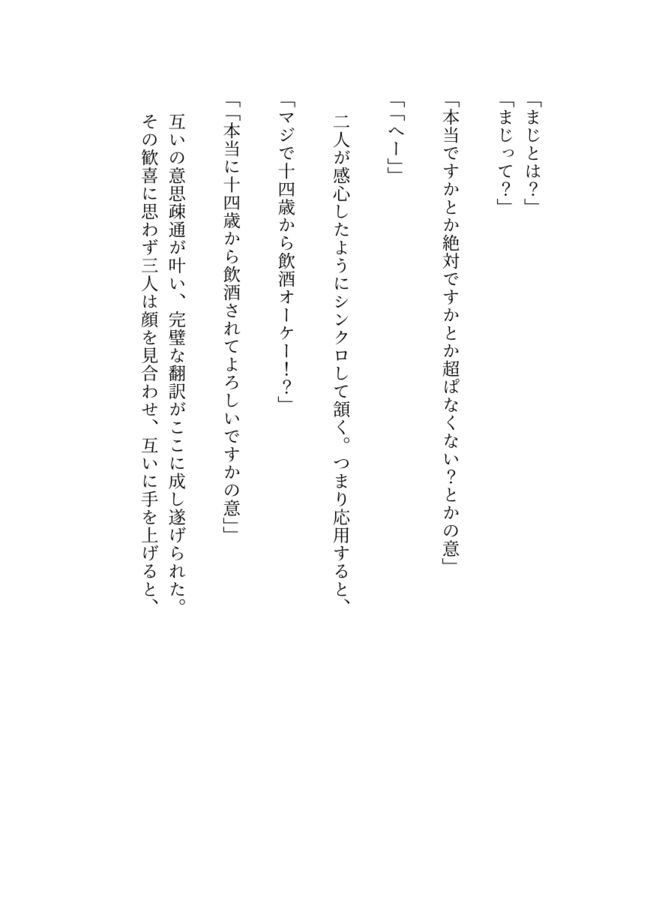 「まじとは？」
「まじって？」
「本当ですかとか絶対ですかとか超ぱなくない？とかの意」
「「へー」」
二人が感心したようにシンクロして頷く。つまり応用すると、
「マジで十四歳から飲酒オーケー！？」
「「本当に十四歳から飲酒されてよろしいですかの意」」
互いの意思疎通が叶い、完璧な翻訳がここに成し遂げられた。
その歓喜に思わず三人は顔を見合わせ、互いに手を上げると、